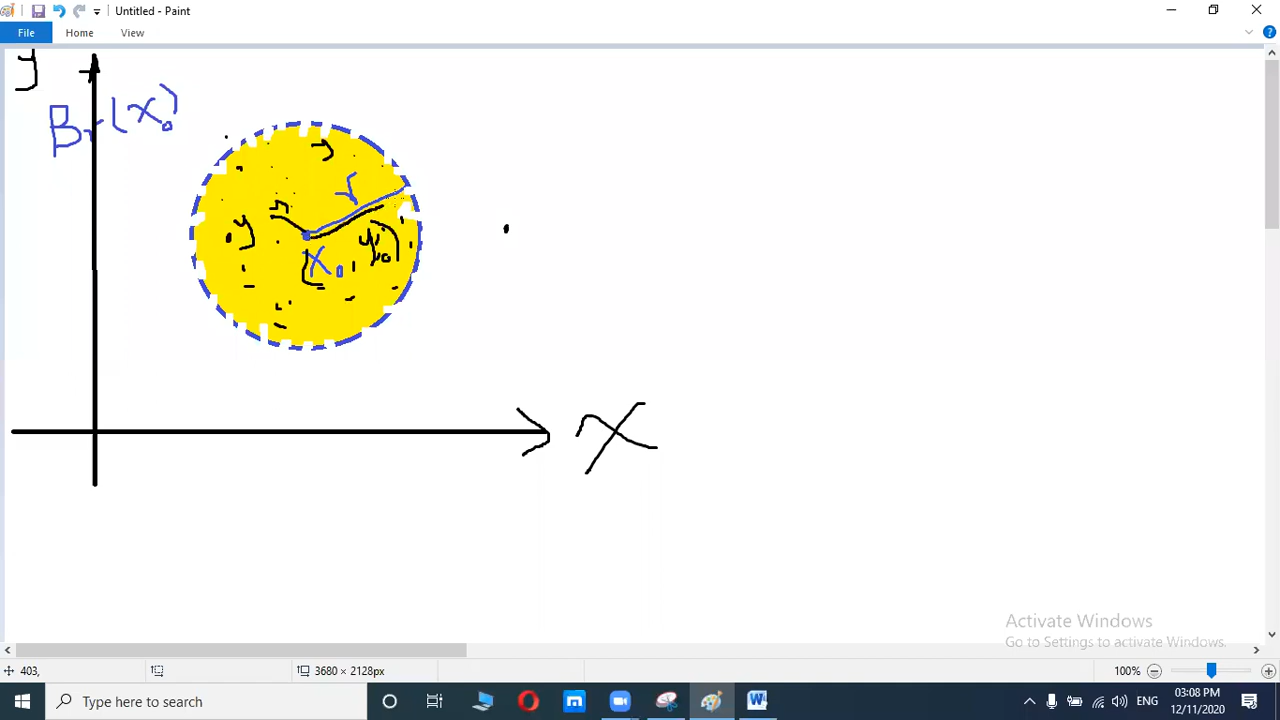 Untitled - Paint
File
Home
View
y
Br(x₀)
y
r
y
(x₀, y₀)
x
Activate Windows
Go to Settings to activate Windows.
403,
3680 × 2128px
100%
Type here to search
ENG
03:08 PM
12/11/2020